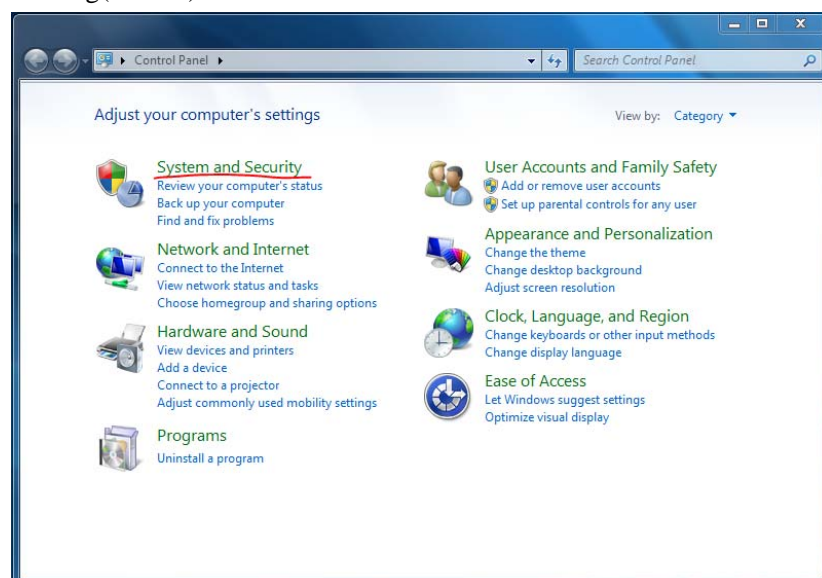 Control Panel
Search Control Panel
Adjust your computer's settings
View by: Category
System and Security
Review your computer's status
Back up your computer
Find and fix problems
Network and Internet
Connect to the Internet
View network status and tasks
Choose homegroup and sharing options
Hardware and Sound
View devices and printers
Add a device
Connect to a projector
Adjust commonly used mobility settings
Programs
Uninstall a program
User Accounts and Family Safety
Add or remove user accounts
Set up parental controls for any user
Appearance and Personalization
Change the theme
Change desktop background
Adjust screen resolution
Clock, Language, and Region
Change keyboards or other input methods
Change display language
Ease of Access
Let Windows suggest settings
Optimize visual display